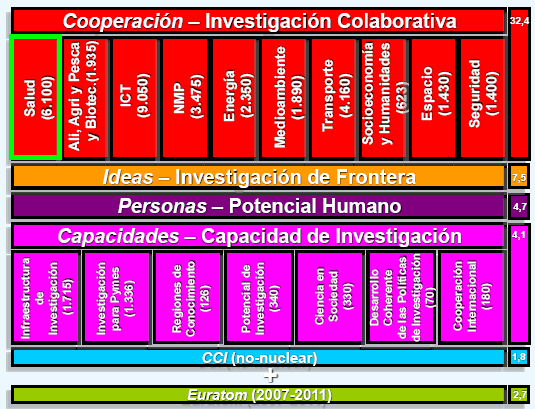 Cooperación – Investigación Colaborativa
32,4
Salud
(6.100)
Ali, Agri y Pesca
y Biotec.(1.935)
ICT
(9.050)
NMP
(3.475)
Energía
(2.350)
Medioambiente
(1.890)
Transporte
(4.160)
Socioeconomía
y Humanidades
(623)
Espacio
(1.430)
Seguridad
(1.400)
Ideas – Investigación de Frontera
7,5
Personas – Potencial Humano
4,7
Capacidades – Capacidad de Investigación
4,1
Infraestructura
de
Investigación
(1.715)
Investigación
para Pymes
(1.336)
Regiones de
Conocimiento
(126)
Potencial de
Investigación
(340)
Ciencia en
Sociedad
(330)
Desarrollo
Coherente
de las Políticas
de Investigación
(70)
Cooperación
Internacional
(180)
CCI (no-nuclear)
1,8
+
Euratom (2007-2011)
2,7